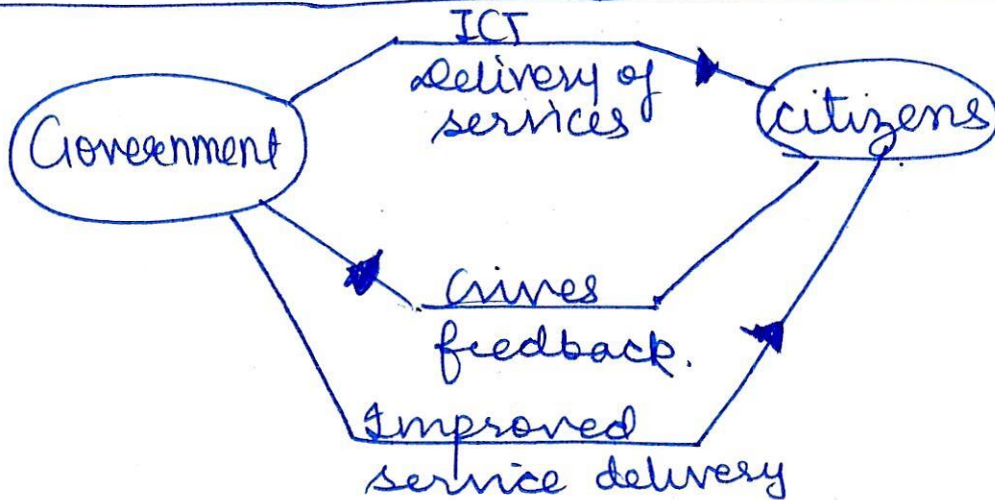 ICT
Delivery of
services
Government
citizens
Gives
feedback.
Improved
service delivery